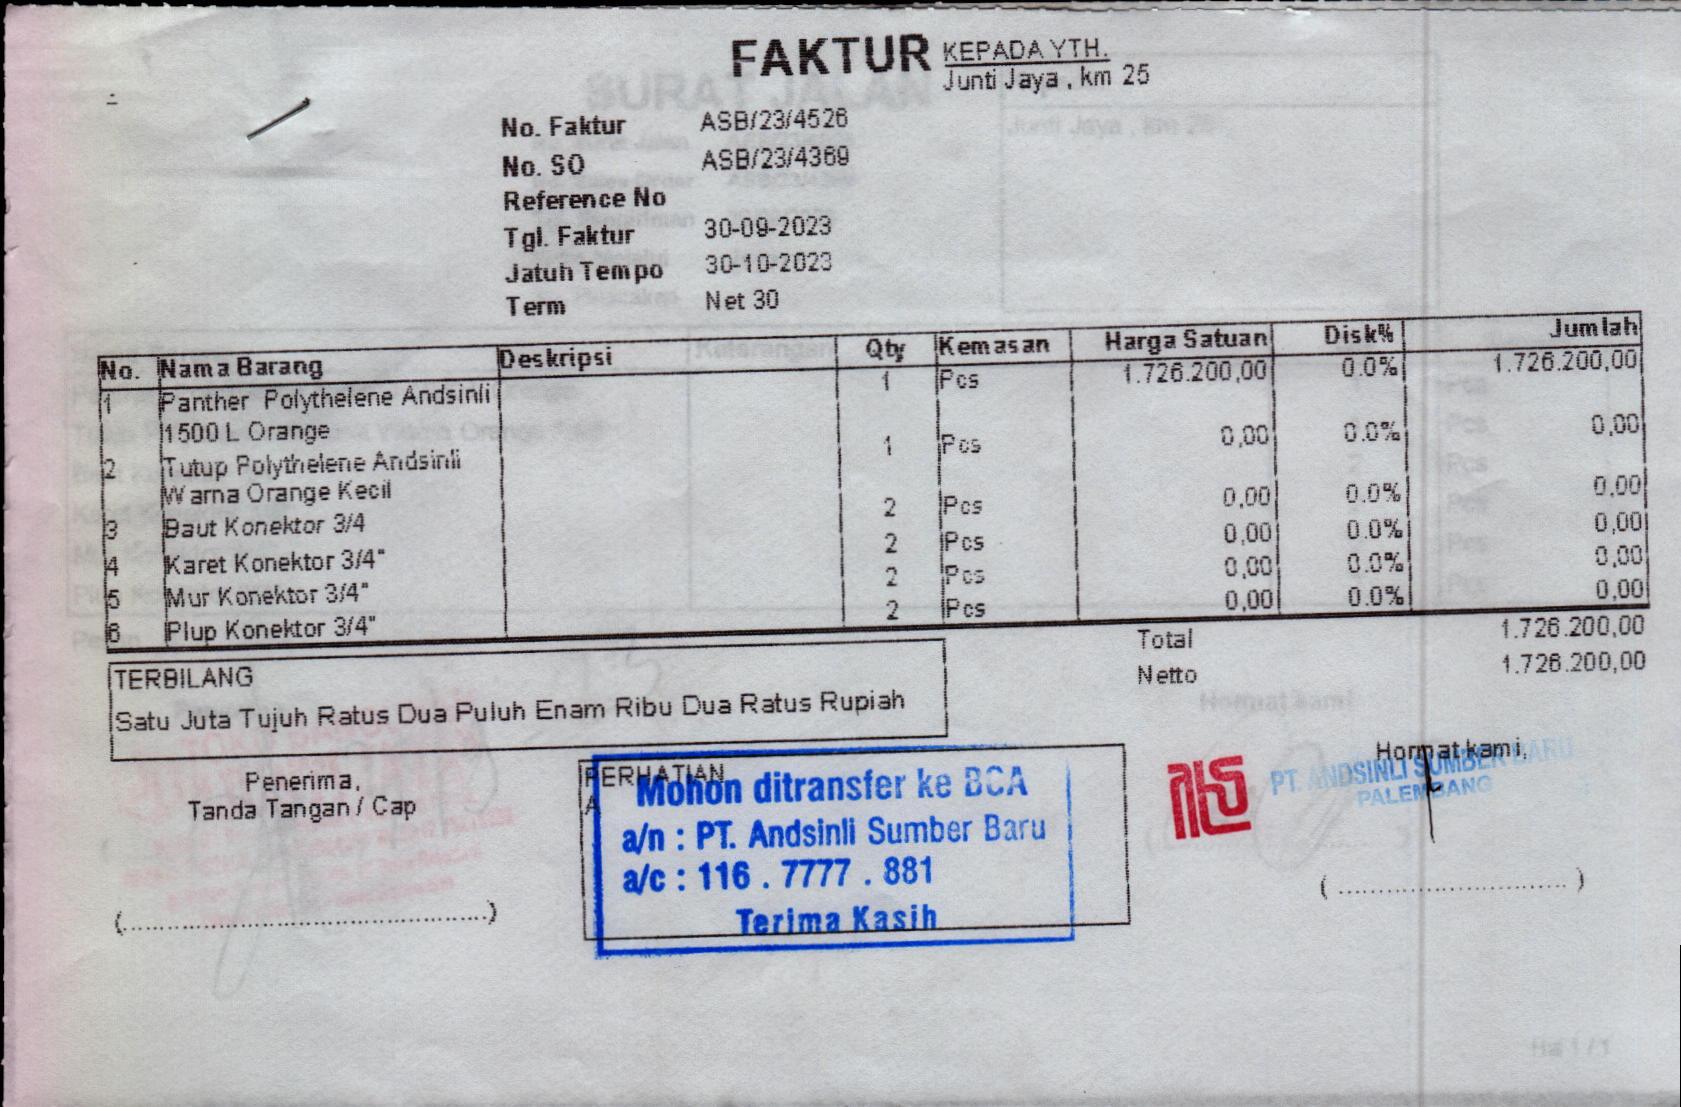 FAKTUR
KEPADA YTH.
Junti Jaya , km 25
No. Faktur ASB/23/4526
No. SO ASB/23/4369
Reference No
Tgl. Faktur 30-09-2023
Jatuh Tempo 30-10-2023
Term Net 30
No. Nama Barang Deskripsi Qty Kemasan Harga Satuan Disk% Jumlah
1 Panther Polythelene Andsinli 1 Pcs 1.726.200,00 0.0% 1.726.200,00
1500 L Orange
2 Tutup Polythelene Andsinli 1 Pcs 0,00 0.0% 0,00
Warna Orange Kecil
3 Baut Konektor 3/4 2 Pcs 0,00 0.0% 0,00
4 Karet Konektor 3/4" 2 Pcs 0,00 0.0% 0,00
5 Mur Konektor 3/4" 2 Pcs 0,00 0.0% 0,00
6 Plup Konektor 3/4" 2 Pcs 0,00 0.0% 0,00
Total 1.726.200,00
Netto 1.726.200,00
TERBILANG
Satu Juta Tujuh Ratus Dua Puluh Enam Ribu Dua Ratus Rupiah
Penerima,
Tanda Tangan / Cap
(..................................................)
PERHATIAN
A
Mohon ditransfer ke BCA
a/n : PT. Andsinli Sumber Baru
a/c : 116 . 7777 . 881
Terima Kasih
Hormat kami,
PT. ANDSINLI SUMBER BARU
PALEMBANG
( ................................ )
Hal 1 / 1